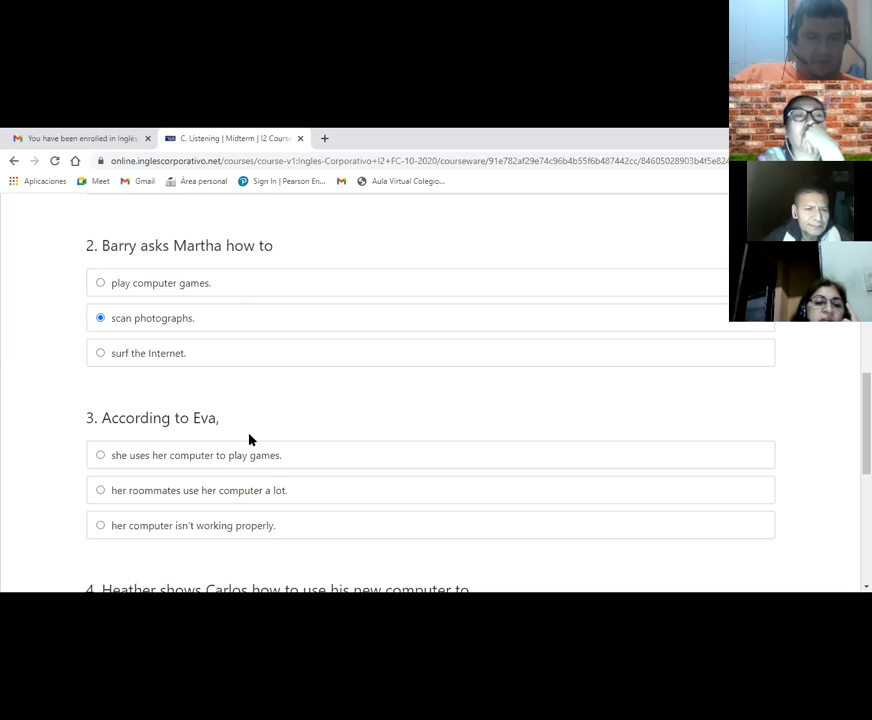 You have been enrolled in Inglés
C. Listening | Midterm | I2 Course
online.inglescorporativo.net/courses/course-v1:Ingles-Corporativo+I2+FC-10-2020/courseware/91e782af29e74c96b4b55f6b487442cc/84605028903b4f5e824
Aplicaciones Meet Gmail Área personal Sign In | Pearson En... Aula Virtual Colegio...
2. Barry asks Martha how to
play computer games.
scan photographs.
surf the Internet.
3. According to Eva,
she uses her computer to play games.
her roommates use her computer a lot.
her computer isn't working properly.
4. Heather shows Carlos how to use his new computer to